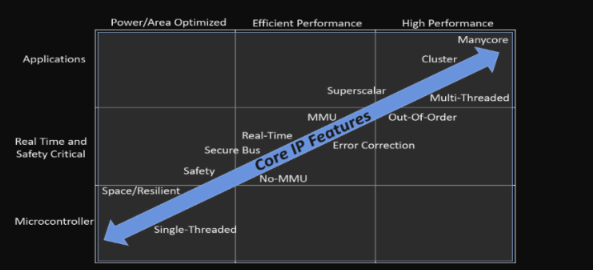 Power/Area Optimized
Efficient Performance
High Performance
Manycore
Applications
Cluster
Superscalar
Multi-Threaded
MMU
Out-Of-Order
Real-Time
Real Time and
Safety Critical
Core IP Features
Error Correction
Secure Bus
Safety
No-MMU
Space/Resilient
Microcontroller
Single-Threaded